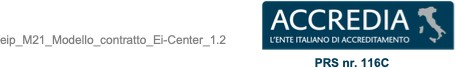 eip_M21_Modello_contratto_Ei-Center_1.2
ACCREDIA
L'ENTE ITALIANO DI ACCREDITAMENTO
PRS nr. 116C